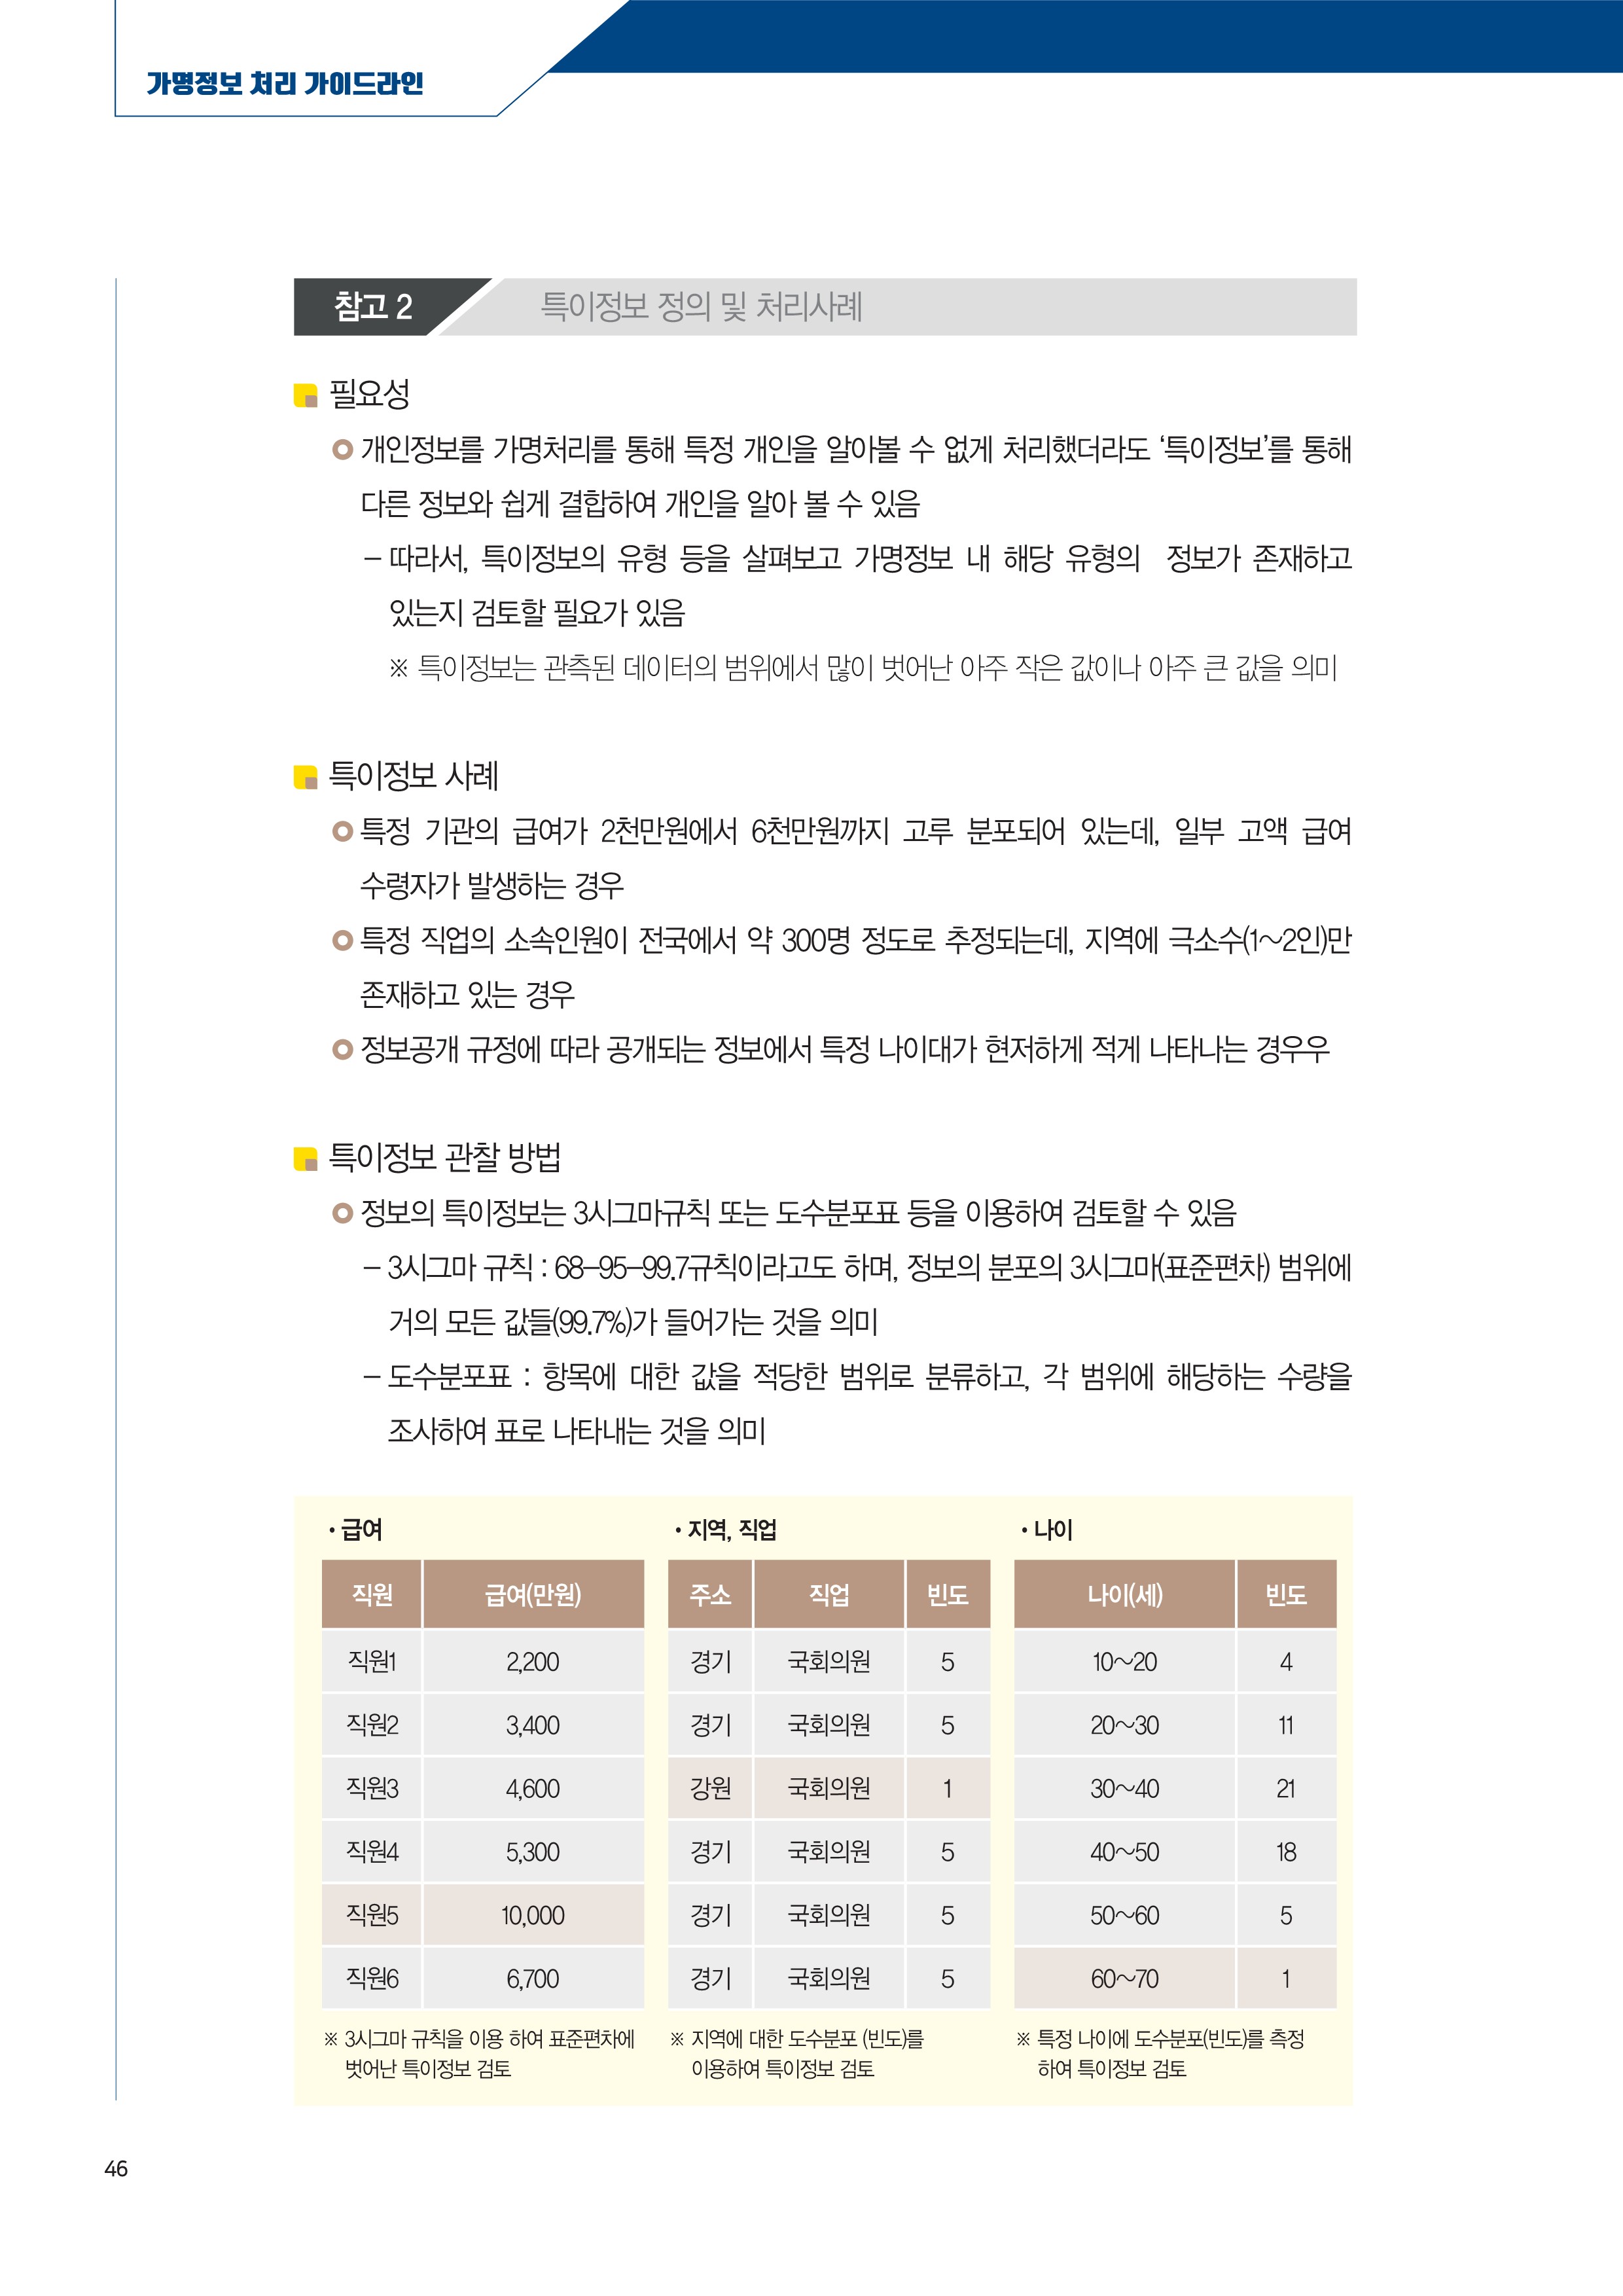 가명정보 처리 가이드라인
참고 2 특이정보 정의 및 처리사례
필요성
개인정보를 가명처리를 통해 특정 개인을 알아볼 수 없게 처리했더라도 ‘특이정보’를 통해
다른 정보와 쉽게 결합하여 개인을 알아 볼 수 있음
– 따라서, 특이정보의 유형 등을 살펴보고 가명정보 내 해당 유형의 정보가 존재하고
있는지 검토할 필요가 있음
※ 특이정보는 관측된 데이터의 범위에서 많이 벗어난 아주 작은 값이나 아주 큰 값을 의미
특이정보 사례
특정 기관의 급여가 2천만원에서 6천만원까지 고루 분포되어 있는데, 일부 고액 급여
수령자가 발생하는 경우
특정 직업의 소속인원이 전국에서 약 300명 정도로 추정되는데, 지역에 극소수(1~2인)만
존재하고 있는 경우
정보공개 규정에 따라 공개되는 정보에서 특정 나이대가 현저하게 적게 나타나는 경우우
특이정보 관찰 방법
정보의 특이정보는 3시그마규칙 또는 도수분포표 등을 이용하여 검토할 수 있음
– 3시그마 규칙 : 68–95–99.7규칙이라고도 하며, 정보의 분포의 3시그마(표준편차) 범위에
거의 모든 값들(99.7%)가 들어가는 것을 의미
– 도수분포표 : 항목에 대한 값을 적당한 범위로 분류하고, 각 범위에 해당하는 수량을
조사하여 표로 나타내는 것을 의미
• 급여
직원 급여(만원)
직원1 2,200
직원2 3,400
직원3 4,600
직원4 5,300
직원5 10,000
직원6 6,700
※ 3시그마 규칙을 이용 하여 표준편차에
벗어난 특이정보 검토
• 지역, 직업
주소 직업 빈도
경기 국회의원 5
경기 국회의원 5
강원 국회의원 1
경기 국회의원 5
경기 국회의원 5
경기 국회의원 5
※ 지역에 대한 도수분포 (빈도)를
이용하여 특이정보 검토
• 나이
나이(세) 빈도
10~20 4
20~30 11
30~40 21
40~50 18
50~60 5
60~70 1
※ 특정 나이에 도수분포(빈도)를 측정
하여 특이정보 검토
46